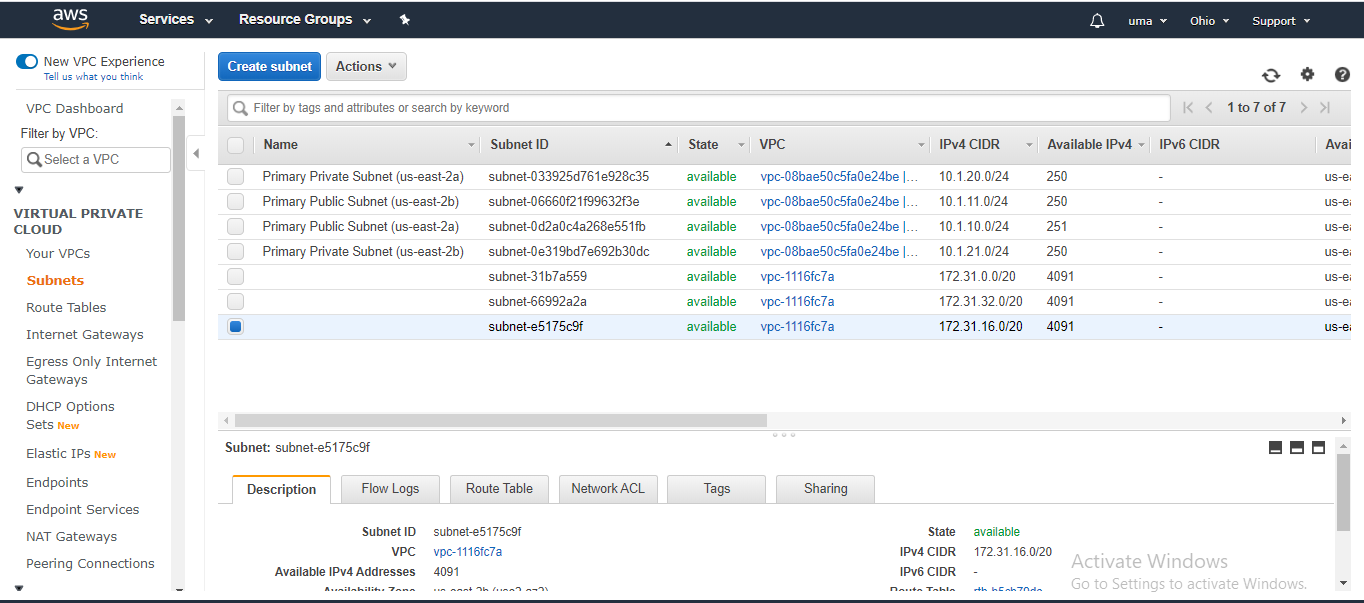 aws Services Resource Groups uma Ohio Support
New VPC Experience
Tell us what you think
Create subnet Actions
VPC Dashboard
Filter by VPC:
Select a VPC
Filter by tags and attributes or search by keyword 1 to 7 of 7
VIRTUAL PRIVATE
CLOUD
Your VPCs
Subnets
Route Tables
Internet Gateways
Egress Only Internet
Gateways
DHCP Options
Sets New
Elastic IPs New
Endpoints
Endpoint Services
NAT Gateways
Peering Connections
Name Subnet ID State VPC IPv4 CIDR Available IPv4 IPv6 CIDR Avai
Primary Private Subnet (us-east-2a) subnet-033925d761e928c35 available vpc-08bae50c5fa0e24be |... 10.1.20.0/24 250 - us-ea
Primary Public Subnet (us-east-2b) subnet-06660f21f99632f3e available vpc-08bae50c5fa0e24be |... 10.1.11.0/24 250 - us-ea
Primary Public Subnet (us-east-2a) subnet-0d2a0c4a268e551fb available vpc-08bae50c5fa0e24be |... 10.1.10.0/24 251 - us-ea
Primary Private Subnet (us-east-2b) subnet-0e319bd7e692b30dc available vpc-08bae50c5fa0e24be |... 10.1.21.0/24 250 - us-ea
subnet-31b7a559 available vpc-1116fc7a 172.31.0.0/20 4091 - us-ea
subnet-66992a2a available vpc-1116fc7a 172.31.32.0/20 4091 - us-ea
subnet-e5175c9f available vpc-1116fc7a 172.31.16.0/20 4091 - us-ea
Subnet: subnet-e5175c9f
Description Flow Logs Route Table Network ACL Tags Sharing
Subnet ID subnet-e5175c9f State available
VPC vpc-1116fc7a IPv4 CIDR 172.31.16.0/20
Available IPv4 Addresses 4091 IPv6 CIDR -
Availability Zone us-east-2b (use2-az2) Route Table
Activate Windows
Go to Settings to activate Windows.